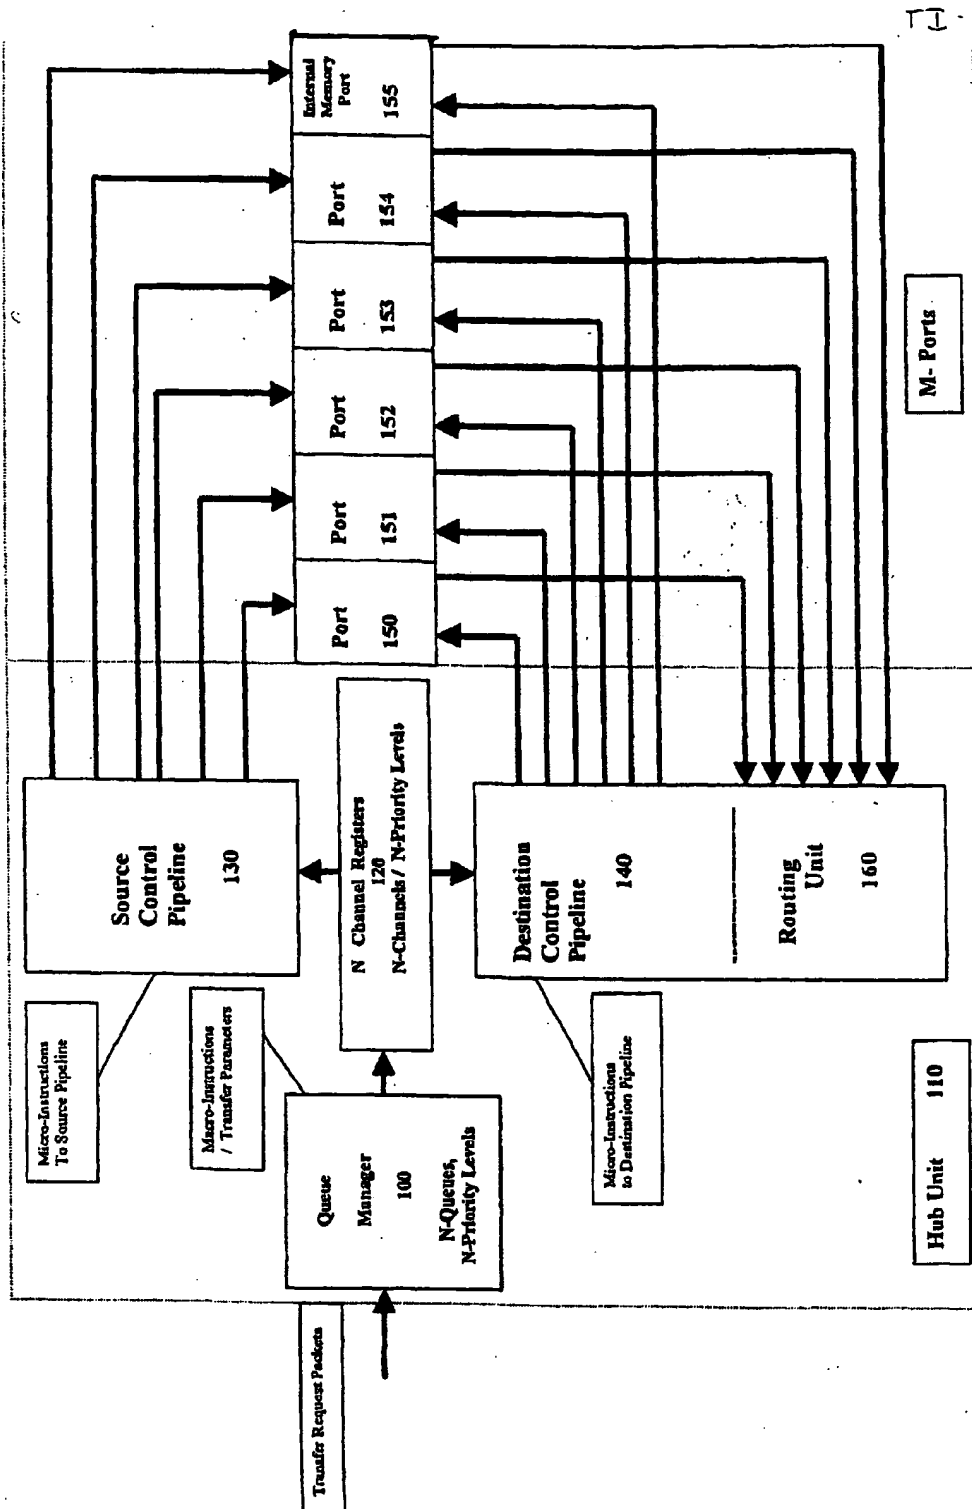 Transfer Request Packets
Micro-Instructions
To Source Pipeline
Macro-Instructions
/ Transfer Parameters
Queue
Manager
100
N-Queues,
N-Priority Levels
Micro-Instructions
to Destination Pipeline
Hub Unit 110
Source
Control
Pipeline
130
N Channel Registers
120
N-Channels / N-Priority Levels
Destination
Control
Pipeline
140
Routing
Unit
160
Port
150
Port
151
Port
152
Port
153
Port
154
Internal
Memory
Port
155
M- Ports